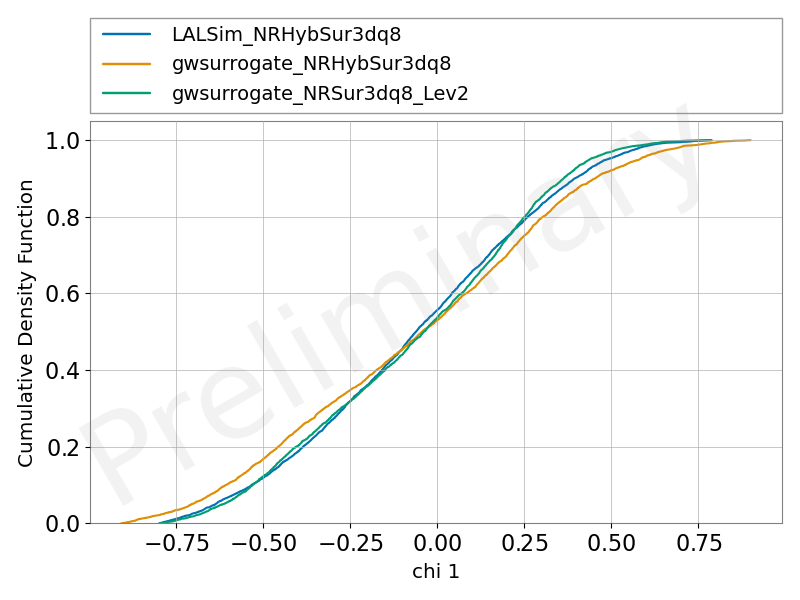 LALSim_NRHybSur3dq8
gwsurrogate_NRHybSur3dq8
gwsurrogate_NRSur3dq8_Lev2
Preliminary
1.0
0.8
0.6
0.4
0.2
0.0
Cumulative Density Function
−0.75 −0.50 −0.25 0.00 0.25 0.50 0.75
chi 1